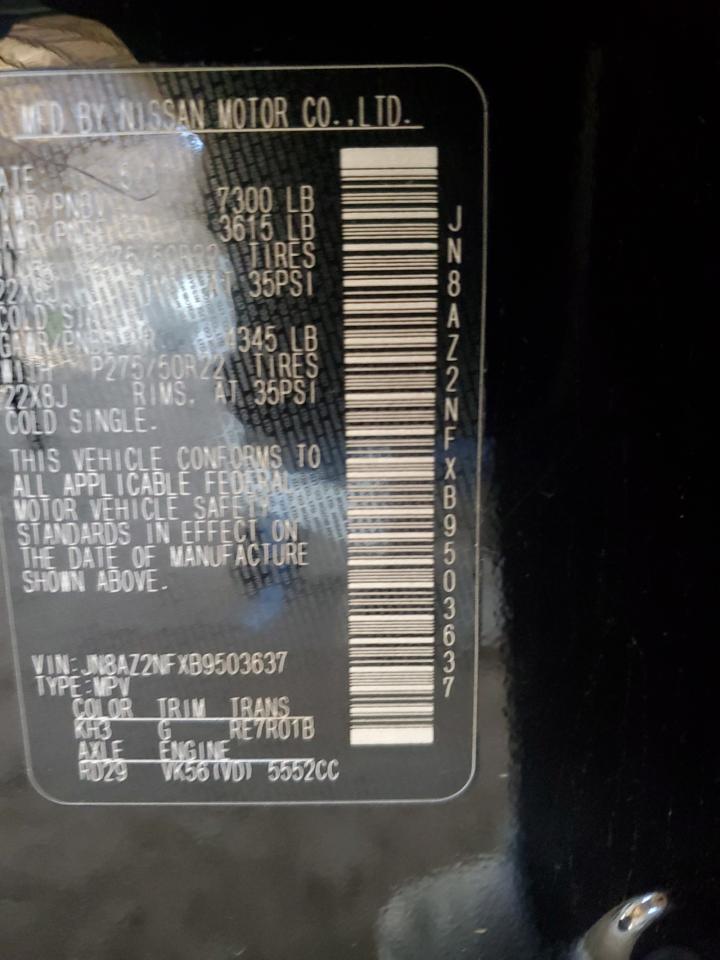 MFD BY NISSAN MOTOR CO.,LTD.
ATE
7300 LB
3615 LB
TIRES
AT 35PSI
COLD
4345 LB
P275/50R22 TIRES
22X8J RIMS. AT 35PSI
COLD SINGLE.
THIS VEHICLE CONFORMS TO
ALL APPLICABLE FEDERAL
MOTOR VEHICLE SAFETY
STANDARDS IN EFFECT ON
THE DATE OF MANUFACTURE
SHOWN ABOVE.
VIN:JN8AZ2NFXB9503637
TYPE:MPV
COLOR TRIM TRANS
KH3 G RE7R01B
AXLE ENGINE
RD29 VK56(VD) 5552CC
JN8AZ2NFXB9503637